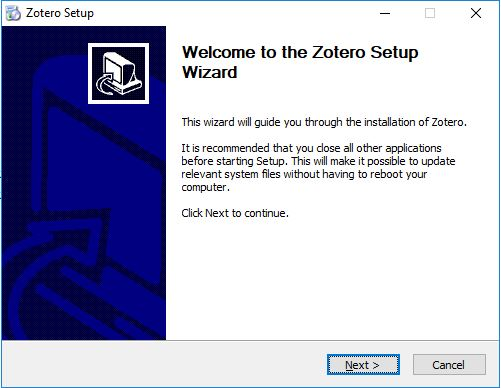 Zotero Setup
Welcome to the Zotero Setup
Wizard
This wizard will guide you through the installation of Zotero.
It is recommended that you close all other applications
before starting Setup. This will make it possible to update
relevant system files without having to reboot your
computer.
Click Next to continue.
Next >
Cancel